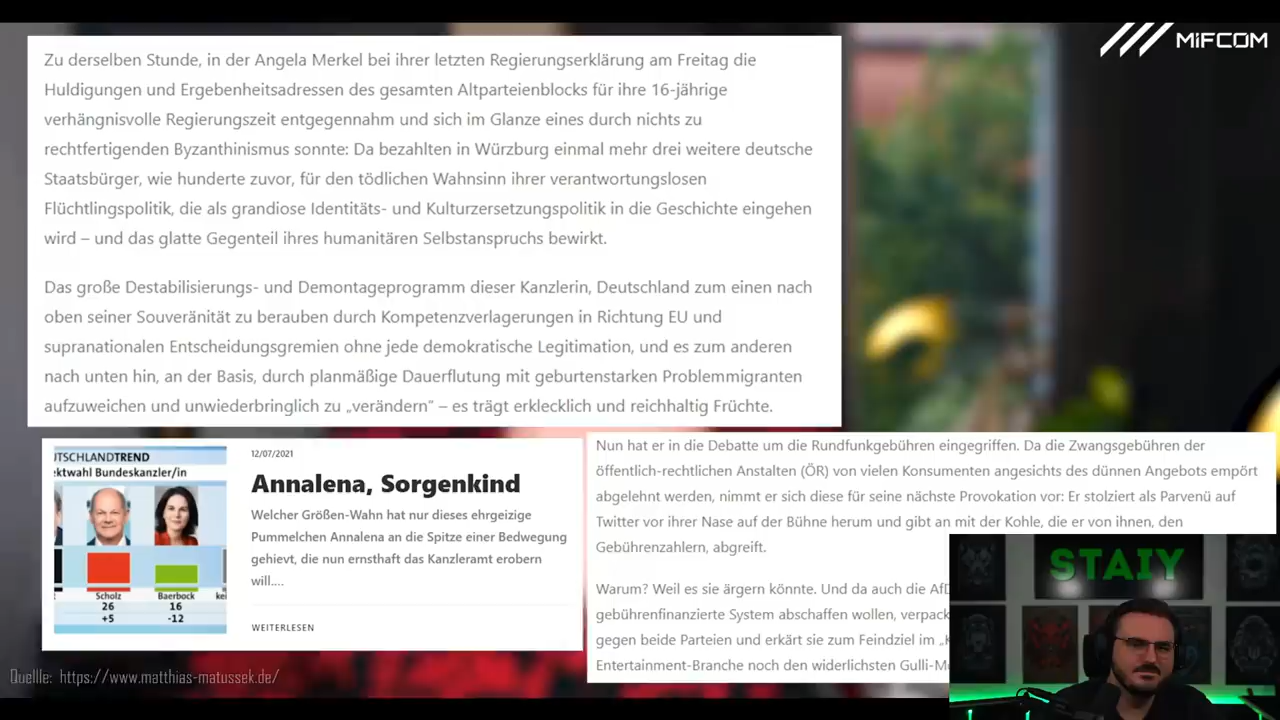 MIFCOM
Zu derselben Stunde, in der Angela Merkel bei ihrer letzten Regierungserklärung am Freitag die
Huldigungen und Ergebenheitsadressen des gesamten Altparteienblocks für ihre 16-jährige
verhängnisvolle Regierungszeit entgegennahm und sich im Glanze eines durch nichts zu
rechtfertigenden Byzanthinismus sonnte: Da bezahlten in Würzburg einmal mehr drei weitere deutsche
Staatsbürger, wie hunderte zuvor, für den tödlichen Wahnsinn ihrer verantwortungslosen
Flüchtlingspolitik, die als grandiose Identitäts- und Kulturzersetzungspolitik in die Geschichte eingehen
wird – und das glatte Gegenteil ihres humanitären Selbstanspruchs bewirkt.
Das große Destabilisierungs- und Demontageprogramm dieser Kanzlerin, Deutschland zum einen nach
oben seiner Souveränität zu berauben durch Kompetenzverlagerungen in Richtung EU und
supranationalen Entscheidungsgremien ohne jede demokratische Legitimation, und es zum anderen
nach unten hin, an der Basis, durch planmäßige Dauerflutung mit geburtenstarken Problemmigranten
aufzuweichen und unwiederbringlich zu „verändern“ – es trägt erklecklich und reichhaltig Früchte.
UTSCHLANDTREND
ektwahl Bundeskanzler/in
Scholz
26
+5
Baerbock
16
-12
12/07/2021
Annalena, Sorgenkind
Welcher Größen-Wahn hat nur dieses ehrgeizige
Pummelchen Annalena an die Spitze einer Bedwegung
gehievt, die nun ernsthaft das Kanzleramt erobern
will....
WEITERLESEN
Nun hat er in die Debatte um die Rundfunkgebühren eingegriffen. Da die Zwangsgebühren der
öffentlich-rechtlichen Anstalten (ÖR) von vielen Konsumenten angesichts des dünnen Angebots empört
abgelehnt werden, nimmt er sich diese für seine nächste Provokation vor: Er stolziert als Parvenü auf
Twitter vor ihrer Nase auf der Bühne herum und gibt an mit der Kohle, die er von ihnen, den
Gebührenzahlern, abgreift.
Warum? Weil es sie ärgern könnte. Und da auch die AfD
gebührenfinanzierte System abschaffen wollen, verpack
gegen beide Parteien und erkärt sie zum Feindziel im
Entertainment-Branche noch den widerlichsten Gulli-M
Quellle: https://www.matthias-matussek.de/
STAIY